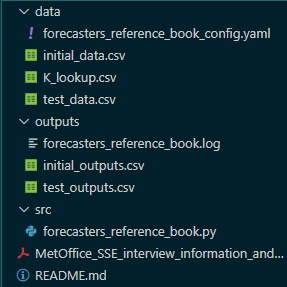 data
forecasters_reference_book_config.yaml
initial_data.csv
K_lookup.csv
test_data.csv
outputs
forecasters_reference_book.log
initial_outputs.csv
test_outputs.csv
src
forecasters_reference_book.py
MetOffice_SSE_interview_information_and...
README.md